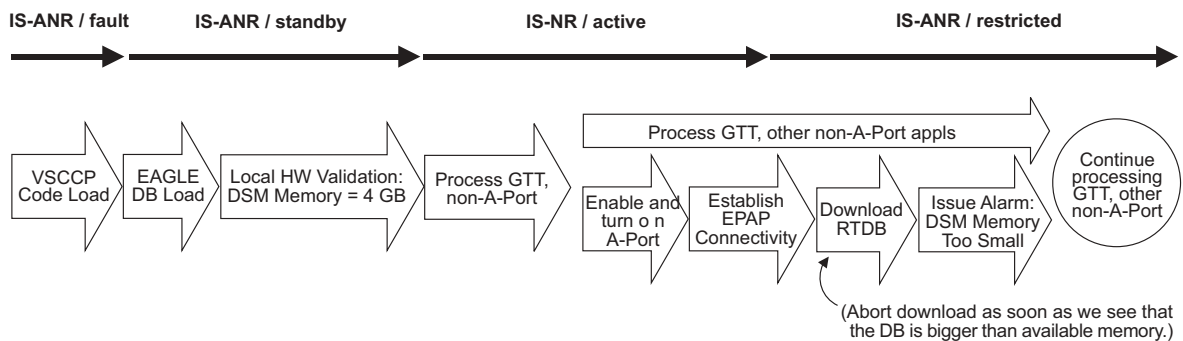 IS-ANR / fault
IS-ANR / standby
IS-NR / active
IS-ANR / restricted
Process GTT, other non-A-Port appls
VSCCP
Code Load
EAGLE
DB Load
Local HW Validation:
DSM Memory = 4 GB
Process GTT,
non-A-Port
Enable and
turn o n
A-Port
Establish
EPAP
Connectivity
Download
RTDB
Issue Alarm:
DSM Memory
Too Small
Continue
processing
GTT, other
non-A-Port
(Abort download as soon as we see that
the DB is bigger than available memory.)